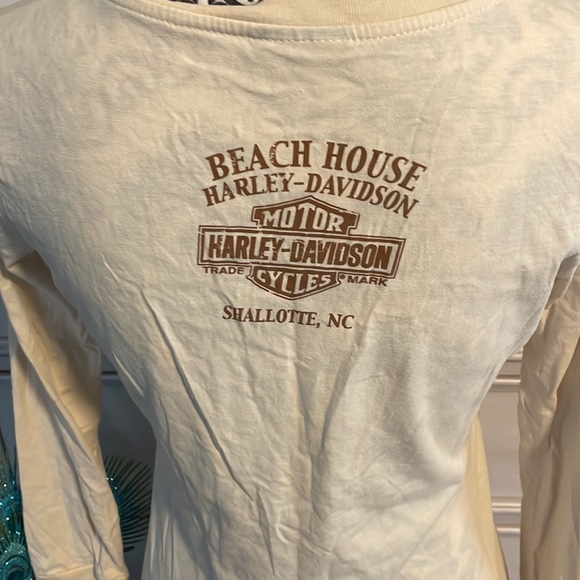 BEACH HOUSE
HARLEY-DAVIDSON
MOTOR
HARLEY-DAVIDSON
TRADE CYCLES ® MARK
SHALLOTTE, NC